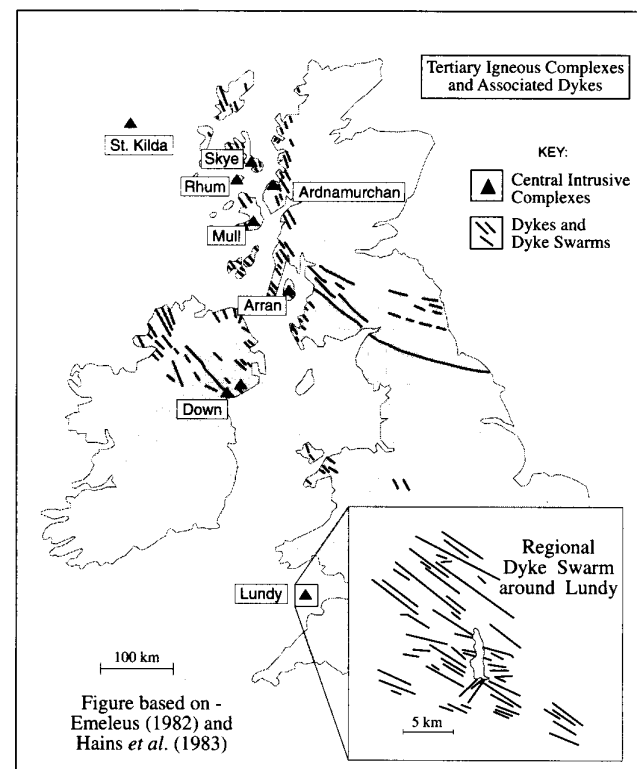 Tertiary Igneous Complexes
and Associated Dykes
St. Kilda
KEY:
Skye
Central Intrusive
Complexes
Rhum
Ardnamurchan
Dykes and
Dyke Swarms
Mull
Arran
Down
Regional
Dyke Swarm
around Lundy
Lundy
100 km
5 km
Figure based on -
Emeleus (1982) and
Hains et al. (1983)